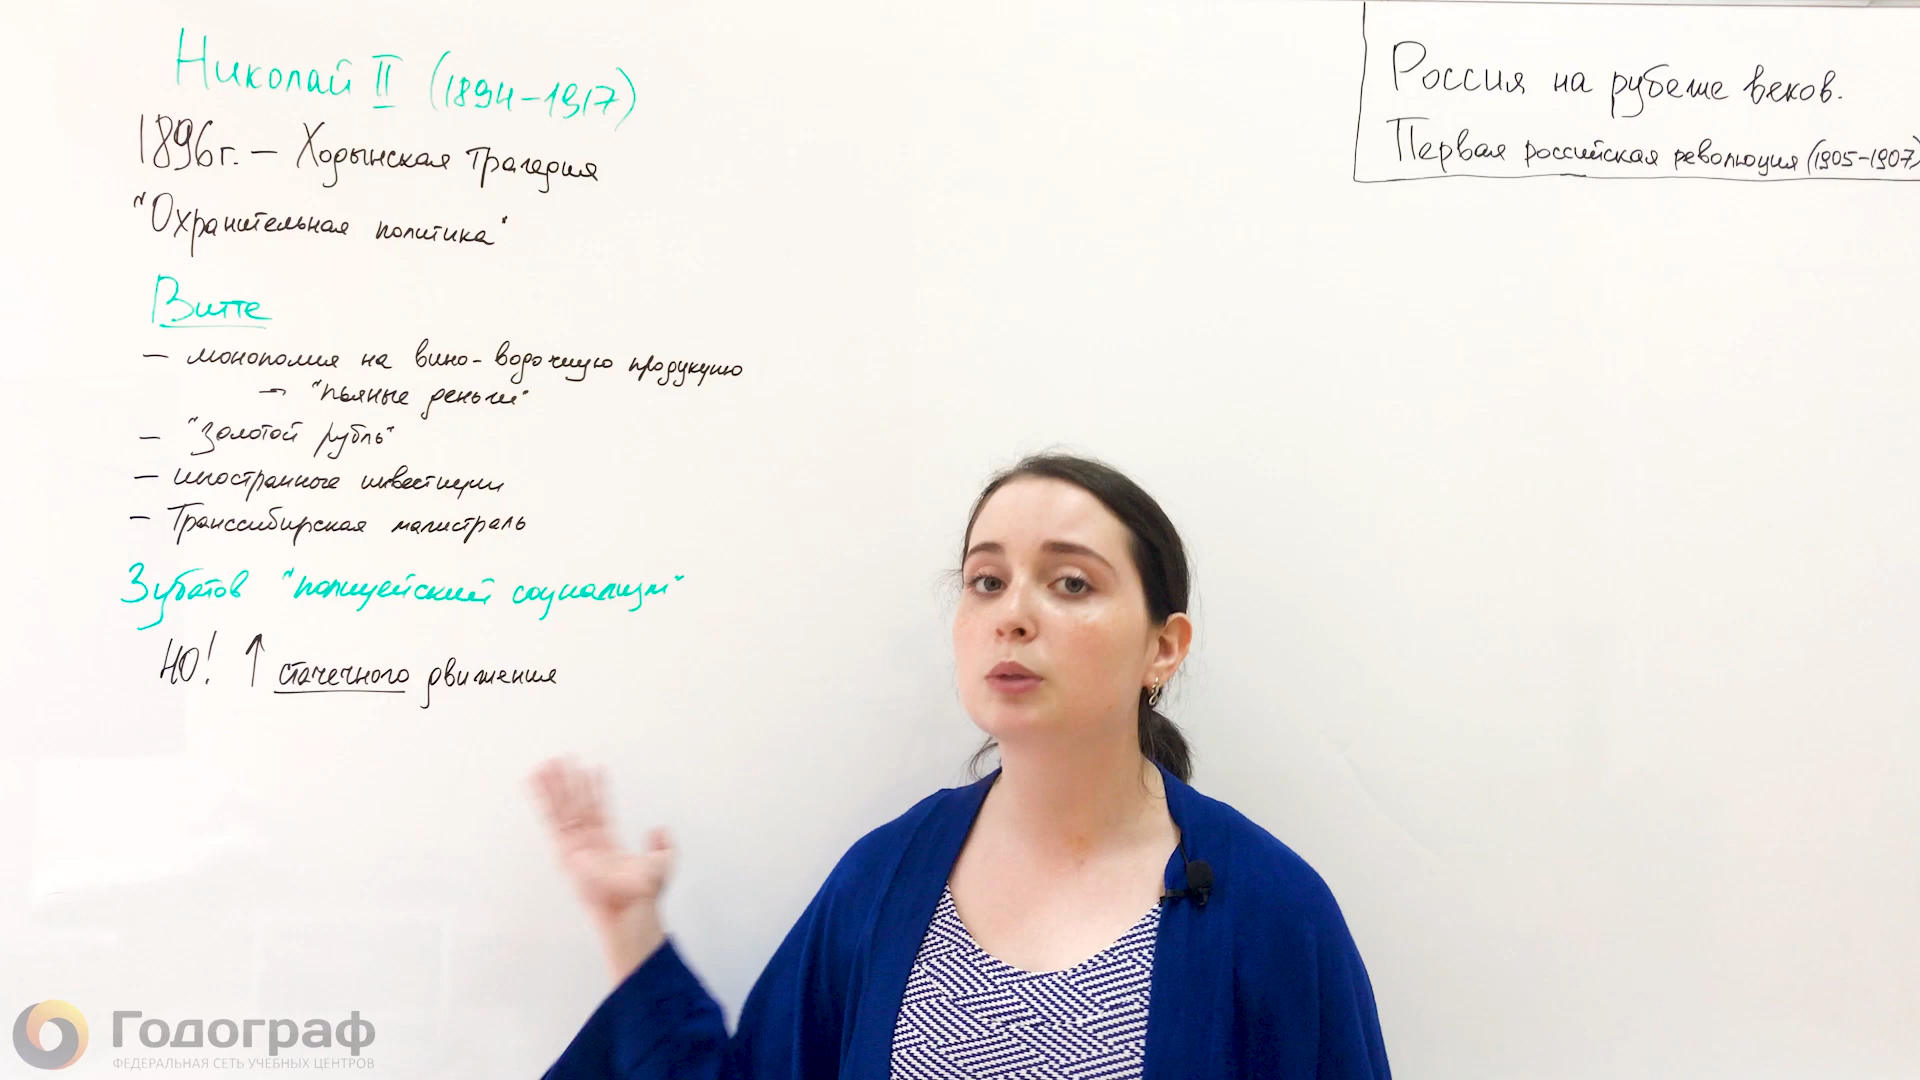 Николай II (1894-1917)
1896г. - Ходынская трагедия
"Охранительная политика"
Витте
- монополия на вино-водочную продукцию
→ "пьяные деньги"
- "Золотой рубль"
- иностранные инвестиции
- Транссибирская магистраль
Зубатов "полицейский социализм"
НО! ↑ стачечного движения
Россия на рубеже веков.
Первая российская революция (1905-1907)
Годограф
ФЕДЕРАЛЬНАЯ СЕТЬ УЧЕБНЫХ ЦЕНТРОВ